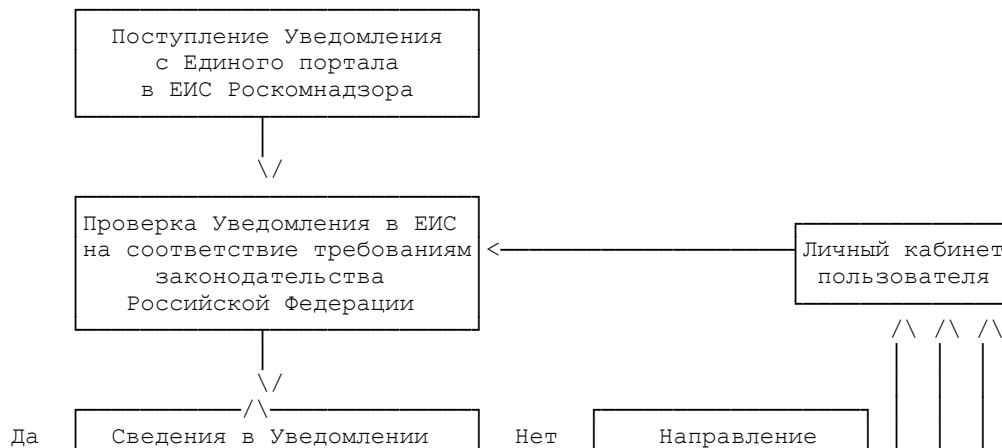 Поступление Уведомления
с Единого портала
в ЕИС Роскомнадзора
Проверка Уведомления в ЕИС
на соответствие требованиям
законодательства
Российской Федерации
Личный кабинет
пользователя
Да
Сведения в Уведомлении
Нет
Направление